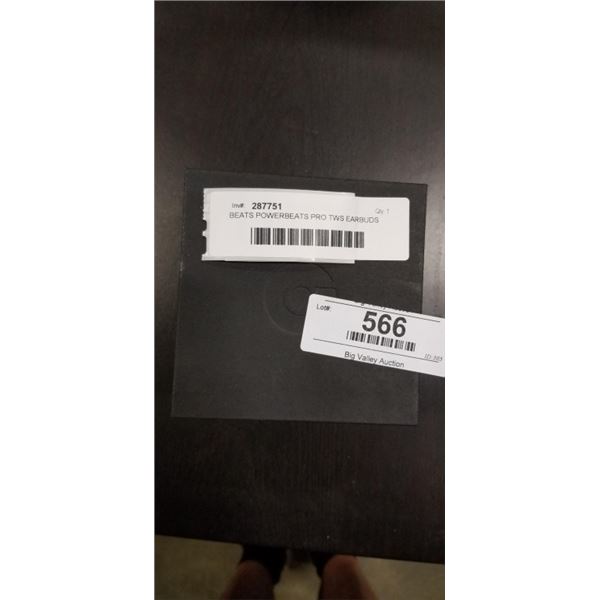 Inv#: 287751 Qty: 1
BEATS POWERBEATS PRO TWS EARBUDS
Lot#:
566
Big Valley Auction